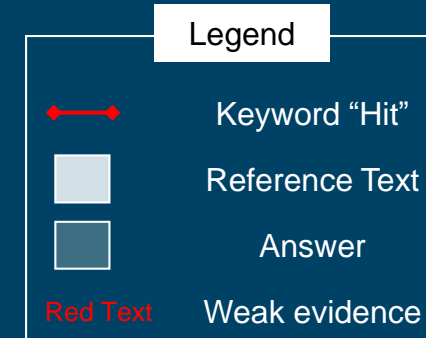 Legend
Keyword “Hit”
Reference Text
Answer
Red Text Weak evidence